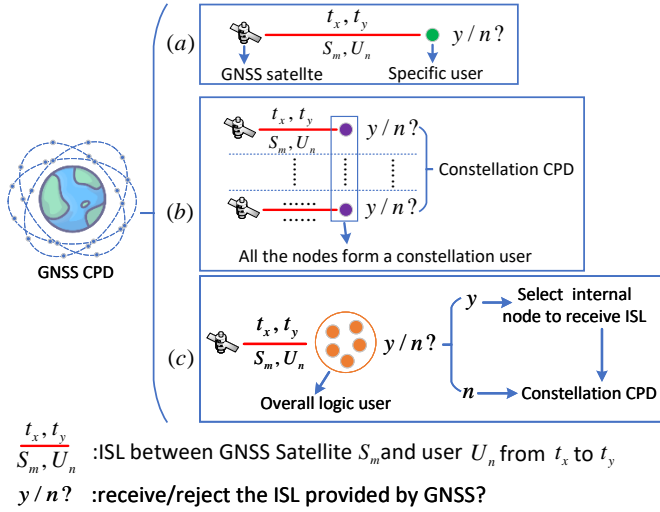 t_x, t_y
(a) S_m, U_n y/n?
GNSS satellte Specific user
t_x, t_y
S_m, U_n y/n?
........ ........ ........
Constellation CPD
(b) ...... y/n?
All the nodes form a constellation user
GNSS CPD
t_x, t_y
(c) S_m, U_n y/n?
Overall logic user
y Select internal
node to receive ISL
n Constellation CPD
t_x, t_y
S_m, U_n :ISL between GNSS Satellite S_m and user U_n from t_x to t_y
y/n? :receive/reject the ISL provided by GNSS?